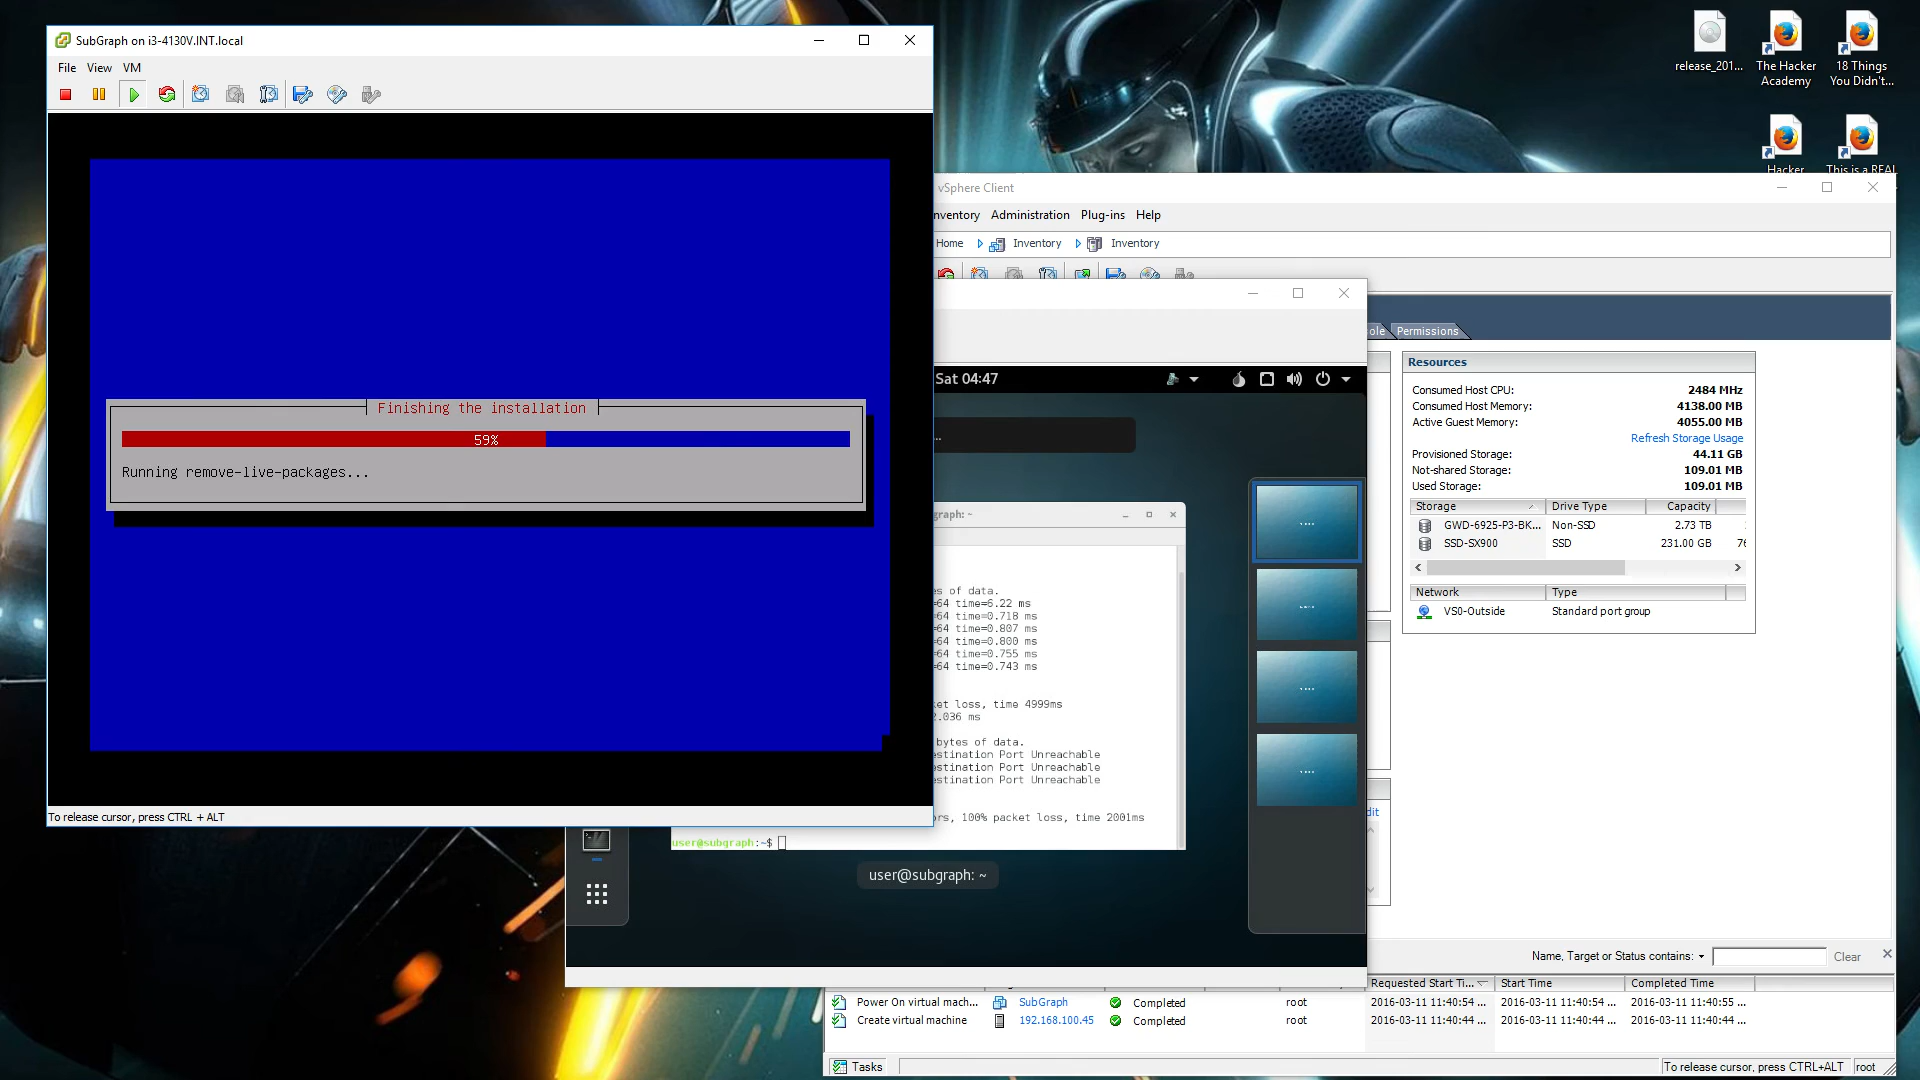 SubGraph on i3-4130V.INT.local
File View VM
Finishing the installation
59%
Running remove-live-packages...
To release cursor, press CTRL + ALT
release_201...
The Hacker Academy
18 Things You Didn't...
Hacker
This is a REAL
vSphere Client
nventory Administration Plug-ins Help
Home Inventory Inventory
ole Permissions
Resources
Consumed Host CPU: 2484 MHz
Consumed Host Memory: 4138.00 MB
Active Guest Memory: 4055.00 MB
Refresh Storage Usage
Provisioned Storage: 44.11 GB
Not-shared Storage: 109.01 MB
Used Storage: 109.01 MB
Storage Drive Type Capacity
GWD-6925-P3-BK... Non-SSD 2.73 TB
SSD-SX900 SSD 231.00 GB 76
Network Type
VS0-Outside Standard port group
dit
Sat 04:47
...
graph: ~
es of data.
=64 time=6.22 ms
=64 time=0.718 ms
=64 time=0.807 ms
=64 time=0.800 ms
=64 time=0.755 ms
=64 time=0.743 ms
et loss, time 4999ms
2.036 ms
bytes of data.
estination Port Unreachable
estination Port Unreachable
estination Port Unreachable
ors, 100% packet loss, time 2001ms
user@subgraph:~$
user@subgraph: ~
Name, Target or Status contains: Clear
Requested Start Ti... Start Time Completed Time
Power On virtual mach... SubGraph Completed root 2016-03-11 11:40:54 ... 2016-03-11 11:40:54 ... 2016-03-11 11:40:55 ...
Create virtual machine 192.168.100.45 Completed root 2016-03-11 11:40:44 ... 2016-03-11 11:40:44 ... 2016-03-11 11:40:44 ...
Tasks
To release cursor, press CTRL+ALT root